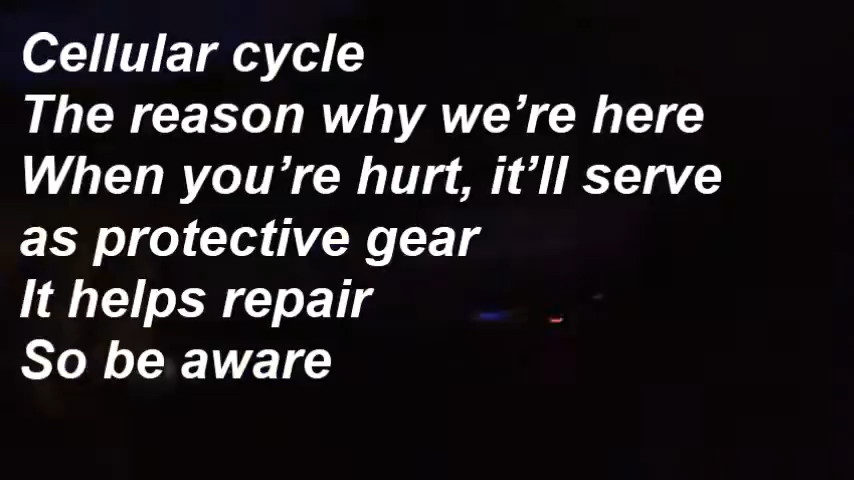 Cellular cycle
The reason why we’re here
When you’re hurt, it’ll serve
as protective gear
It helps repair
So be aware